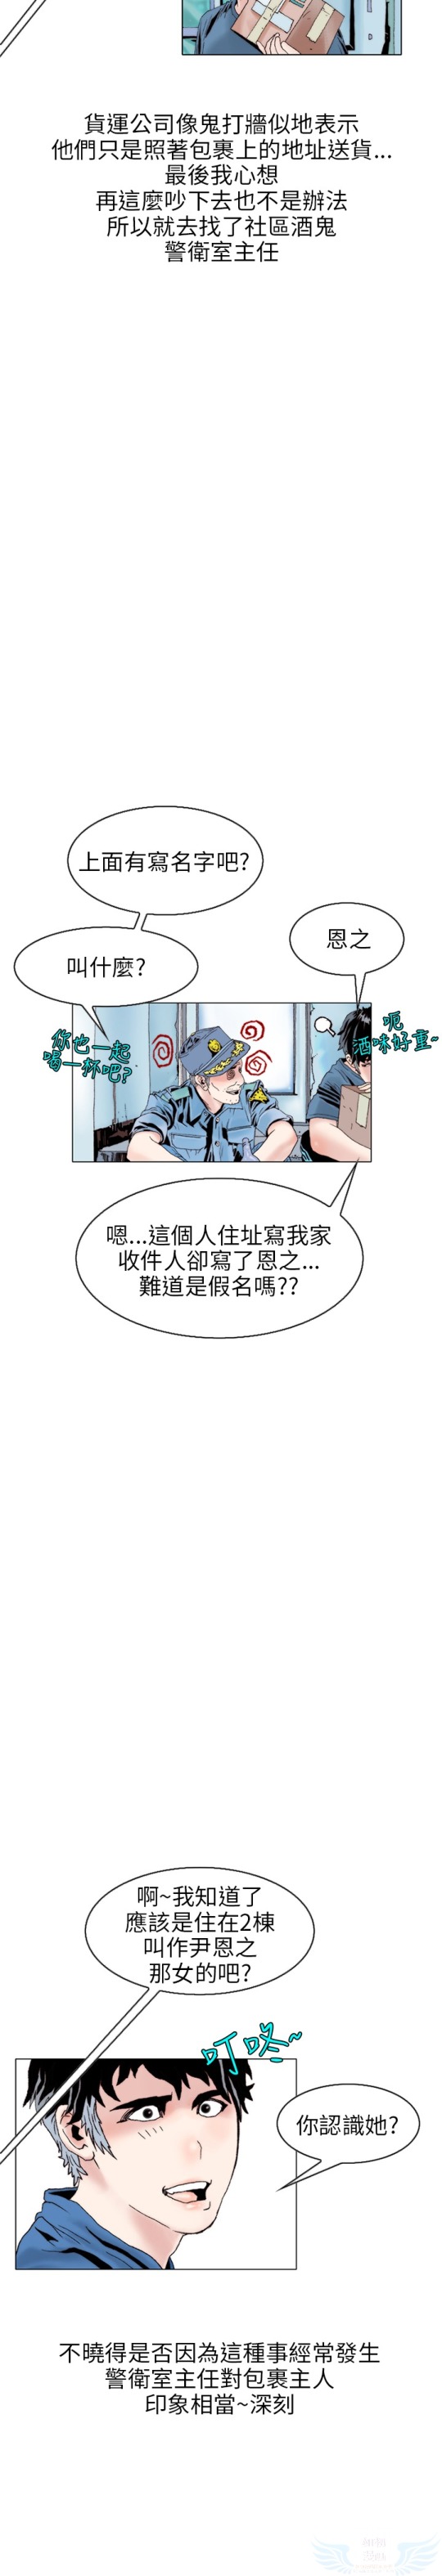 貨運公司像鬼打牆似地表示
他們只是照著包裹上的地址送貨...
最後我心想
再這麼吵下去也不是辦法
所以就去找了社區酒鬼
警衛室主任
上面有寫名字吧?
叫什麼?
恩之
你也一起
喝一杯吧?
呃
酒味好重~
嗯...這個人住址寫我家
收件人卻寫了恩之...
難道是假名嗎??
啊~我知道了
應該是住在2棟
叫作尹恩之
那女的吧?
叮咚~
你認識她?
不曉得是否因為這種事經常發生
警衛室主任對包裹主人
印象相當~深刻